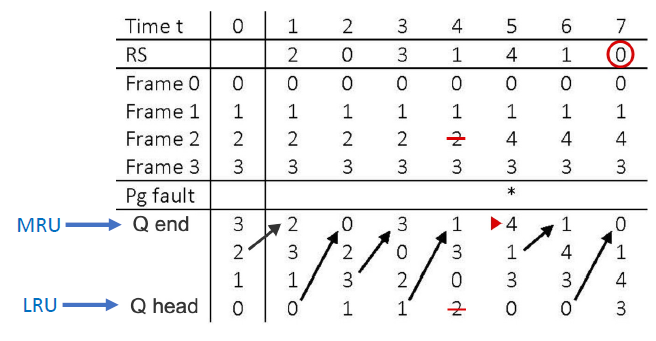 Time t 0 1 2 3 4 5 6 7
RS 2 0 3 1 4 1 0
Frame 0 0 0 0 0 0 0 0 0
Frame 1 1 1 1 1 1 1 1 1
Frame 2 2 2 2 2 2 4 4 4
Frame 3 3 3 3 3 3 3 3 3
Pg fault *
MRU Q end 3 2 0 3 1 4 1 0
2 3 2 0 3 1 4 1
1 1 3 2 0 3 3 4
LRU Q head 0 0 1 1 2 0 0 3